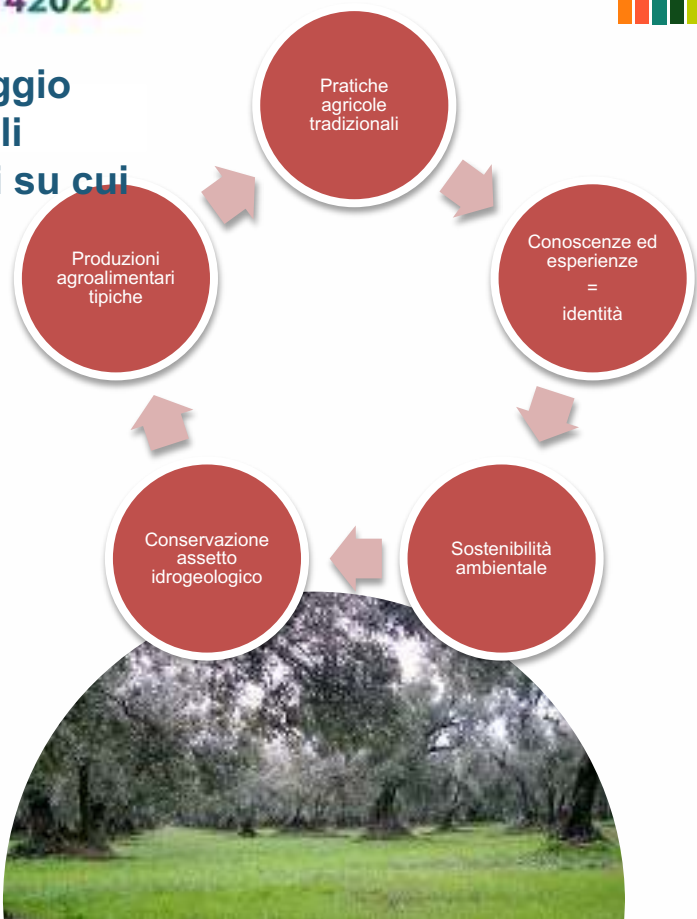 42020
ggio
li
i su cui
Pratiche
agricole
tradizionali
Produzioni
agroalimentari
tipiche
Conoscenze ed
esperienze
=
identità
Conservazione
assetto
idrogeologico
Sostenibilità
ambientale